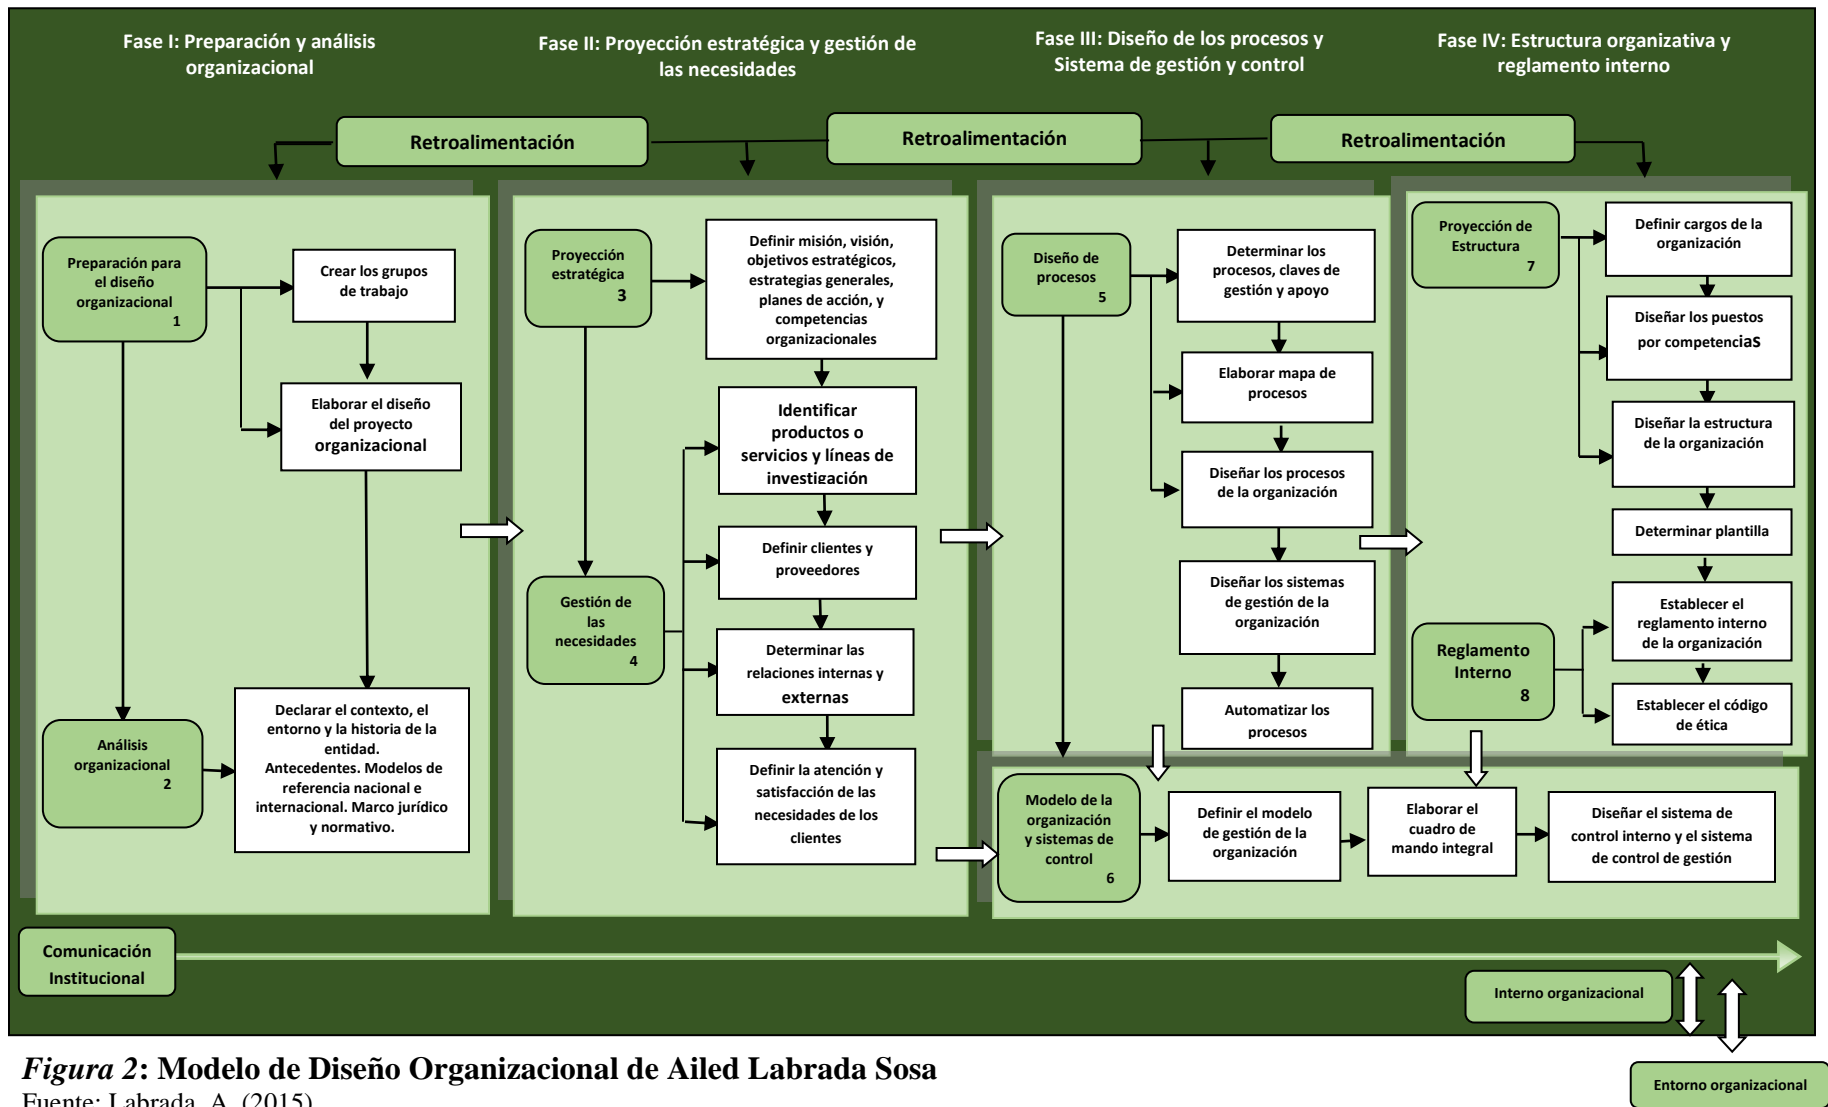 Fase I: Preparación y análisis
organizacional
Fase II: Proyección estratégica y gestión de
las necesidades
Fase III: Diseño de los procesos y
Sistema de gestión y control
Fase IV: Estructura organizativa y
reglamento interno
Retroalimentación
Retroalimentación
Retroalimentación
Preparación para
el diseño
organizacional
1
Crear los grupos
de trabajo
Elaborar el diseño
del proyecto
organizacional
Análisis
organizacional
2
Declarar el contexto, el
entorno y la historia de la
entidad.
Antecedentes. Modelos de
referencia nacional e
internacional. Marco jurídico
y normativo.
Proyección
estratégica
3
Definir misión, visión,
objetivos estratégicos,
estrategias generales,
planes de acción, y
competencias
organizacionales
Identificar
productos o
servicios y líneas de
investigación
Definir clientes y
proveedores
Gestión de
las
necesidades
4
Determinar las
relaciones internas y
externas
Definir la atención y
satisfacción de las
necesidades de los
clientes
Diseño de
procesos
5
Determinar los
procesos, claves de
gestión y apoyo
Elaborar mapa de
procesos
Diseñar los procesos
de la organización
Diseñar los sistemas
de gestión de la
organización
Automatizar los
procesos
Modelo de la
organización
y sistemas de
control
6
Definir el modelo
de gestión de la
organización
Elaborar el
cuadro de
mando integral
Diseñar el sistema de
control interno y el sistema
de control de gestión
Proyección de
Estructura
7
Definir cargos de la
organización
Diseñar los puestos
por competencias
Diseñar la estructura
de la organización
Determinar plantilla
Reglamento
Interno
8
Establecer el
reglamento interno
de la organización
Establecer el código
de ética
Comunicación
Institucional
Interno organizacional
Entorno organizacional
Figura 2: Modelo de Diseño Organizacional de Ailed Labrada Sosa
Fuente: Labrada, A. (2015)